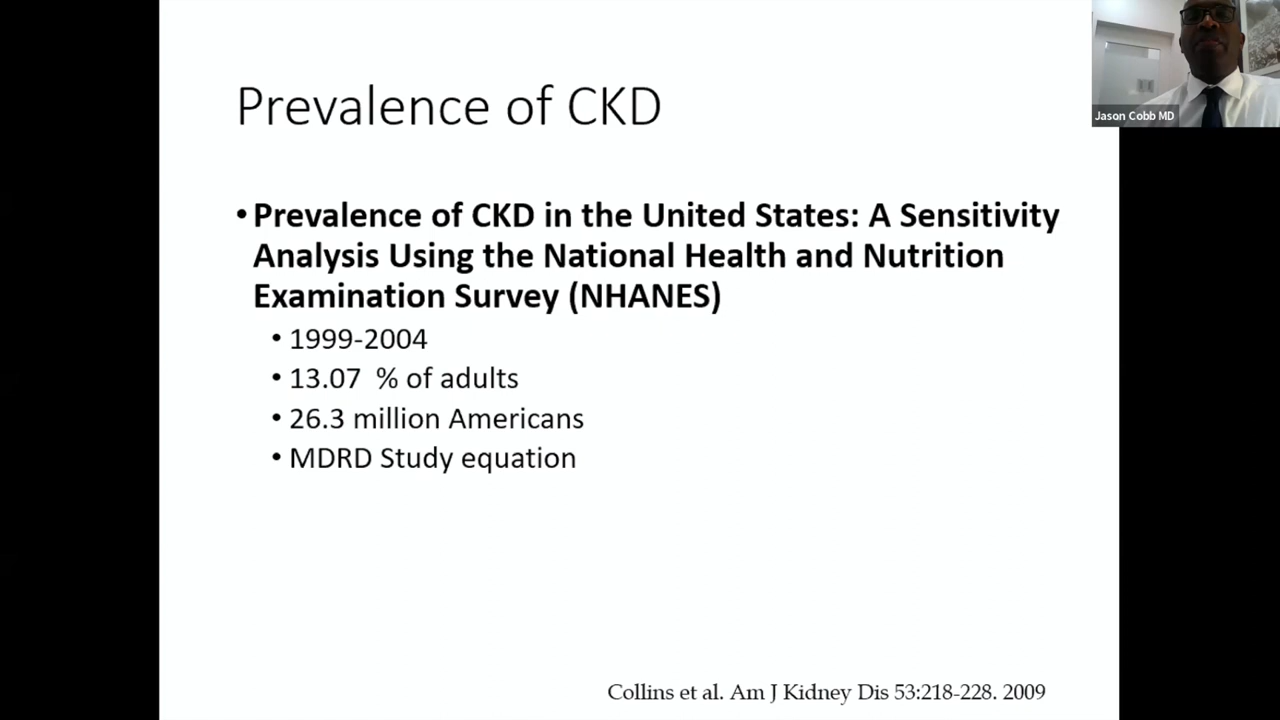 Prevalence of CKD
Jason Cobb MD
• Prevalence of CKD in the United States: A Sensitivity
Analysis Using the National Health and Nutrition
Examination Survey (NHANES)
• 1999-2004
• 13.07 % of adults
• 26.3 million Americans
• MDRD Study equation
Collins et al. Am J Kidney Dis 53:218-228. 2009